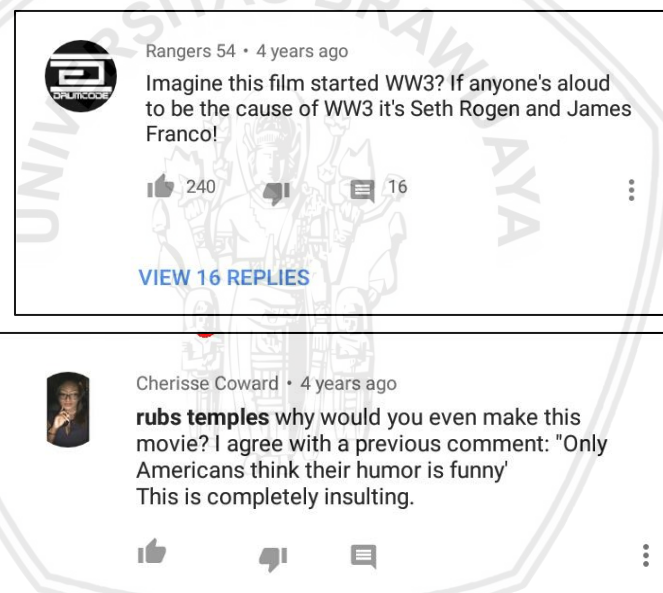 Rangers 54 • 4 years ago
Imagine this film started WW3? If anyone's aloud
to be the cause of WW3 it's Seth Rogen and James
Franco!
240
16
VIEW 16 REPLIES
DRUMCODE
Cherisse Coward • 4 years ago
rubs temples why would you even make this
movie? I agree with a previous comment: "Only
Americans think their humor is funny'
This is completely insulting.
UNIVERSITAS BRAWIJAYA